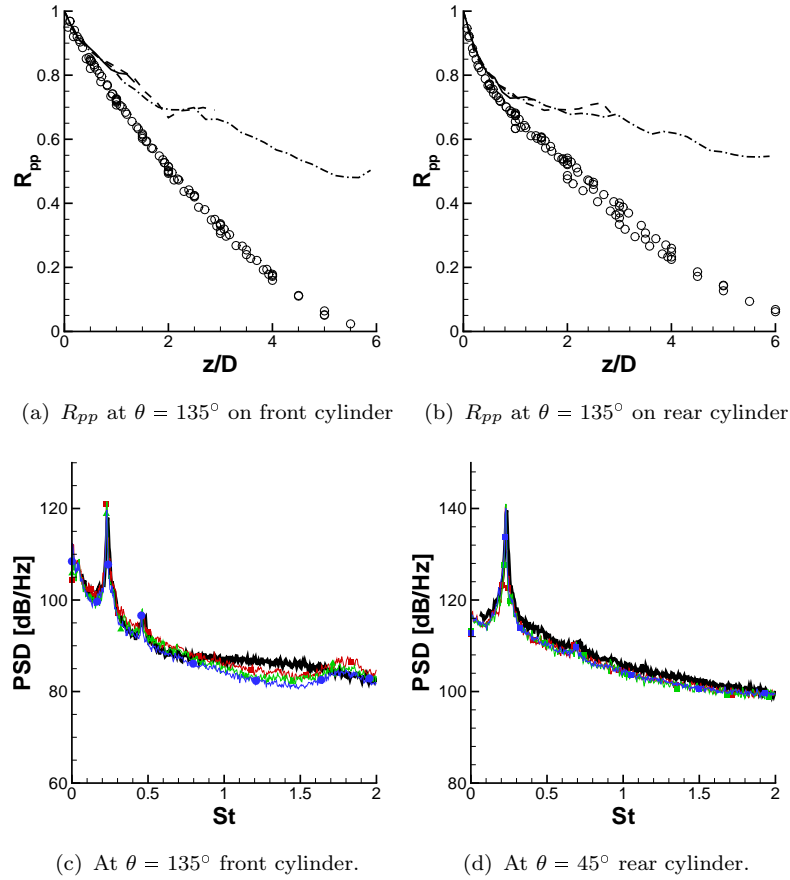 1
0.8
0.6
0.4
0.2
0
R_pp
0 2 4 6
z/D
(a) R_pp at θ = 135° on front cylinder
1
0.8
0.6
0.4
0.2
0
R_pp
0 2 4 6
z/D
(b) R_pp at θ = 135° on rear cylinder
120
100
80
60
PSD [dB/Hz]
0 0.5 1 1.5 2
St
(c) At θ = 135° front cylinder.
140
120
100
80
PSD [dB/Hz]
0 0.5 1 1.5 2
St
(d) At θ = 45° rear cylinder.